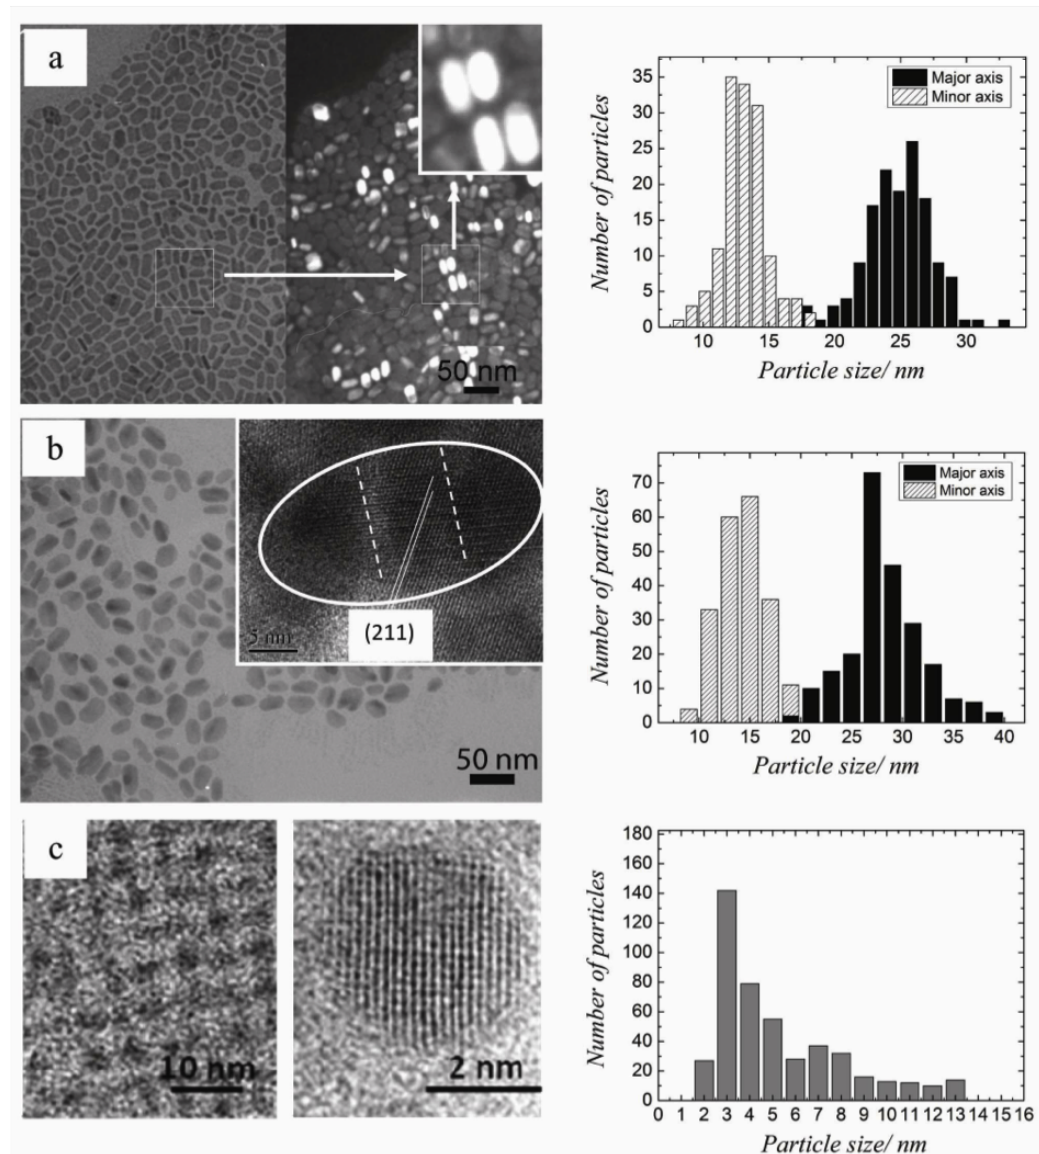 a
50 nm
Major axis
Minor axis
Number of particles
35
30
25
20
15
10
5
0
10 15 20 25 30
Particle size/ nm
b
5 nm
(211)
50 nm
Major axis
Minor axis
Number of particles
70
60
50
40
30
20
10
0
10 15 20 25 30 35 40
Particle size/ nm
c
10 nm
2 nm
Number of particles
180
160
140
120
100
80
60
40
20
0
0 1 2 3 4 5 6 7 8 9 10 11 12 13 14 15 16
Particle size/ nm